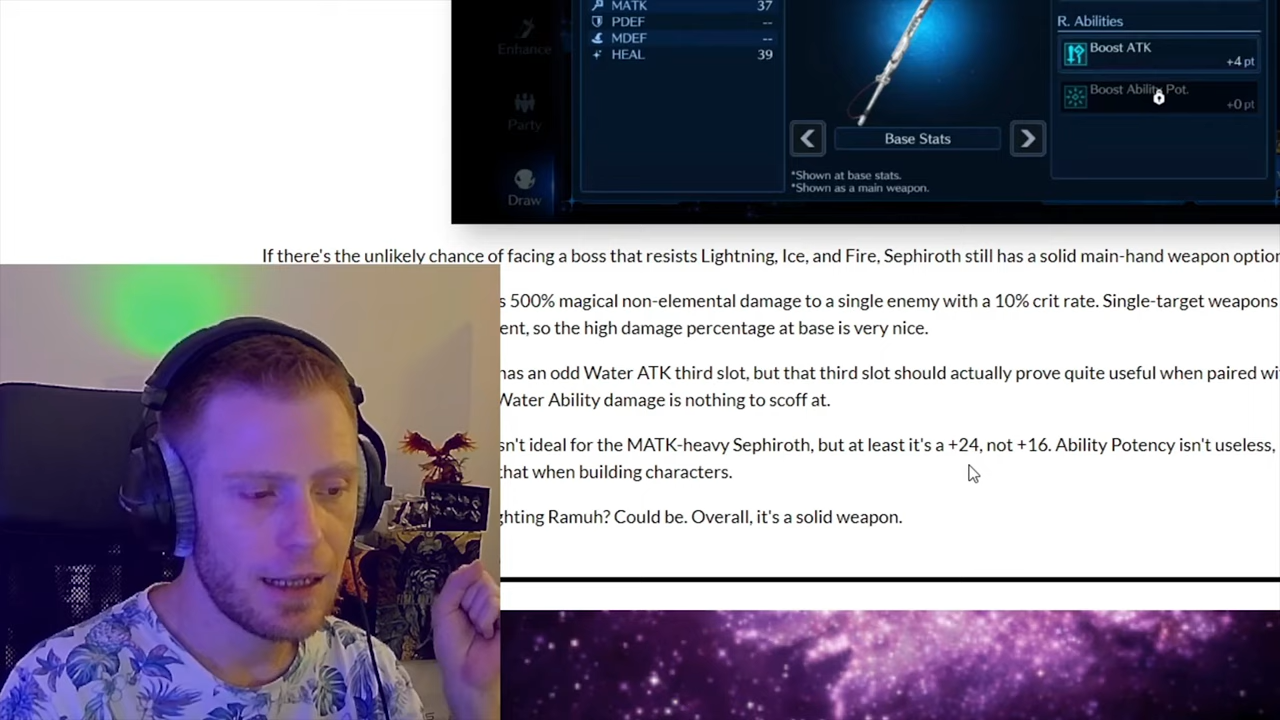 MATK 37
PDEF --
MDEF --
HEAL 39
Enhance
Party
Draw
Base Stats
*Shown at base stats.
*Shown as a main weapon.
R. Abilities
Boost ATK
+4 pt
Boost Ability Pot.
+0 pt
If there's the unlikely chance of facing a boss that resists Lightning, Ice, and Fire, Sephiroth still has a solid main-hand weapon option
500% magical non-elemental damage to a single enemy with a 10% crit rate. Single-target weapons
so the high damage percentage at base is very nice.
has an odd Water ATK third slot, but that third slot should actually prove quite useful when paired
Water Ability damage is nothing to scoff at.
ideal for the MATK-heavy Sephiroth, but at least it's a +24, not +16. Ability Potency isn't useless,
that when building characters.
Ramuh? Could be. Overall, it's a solid weapon.